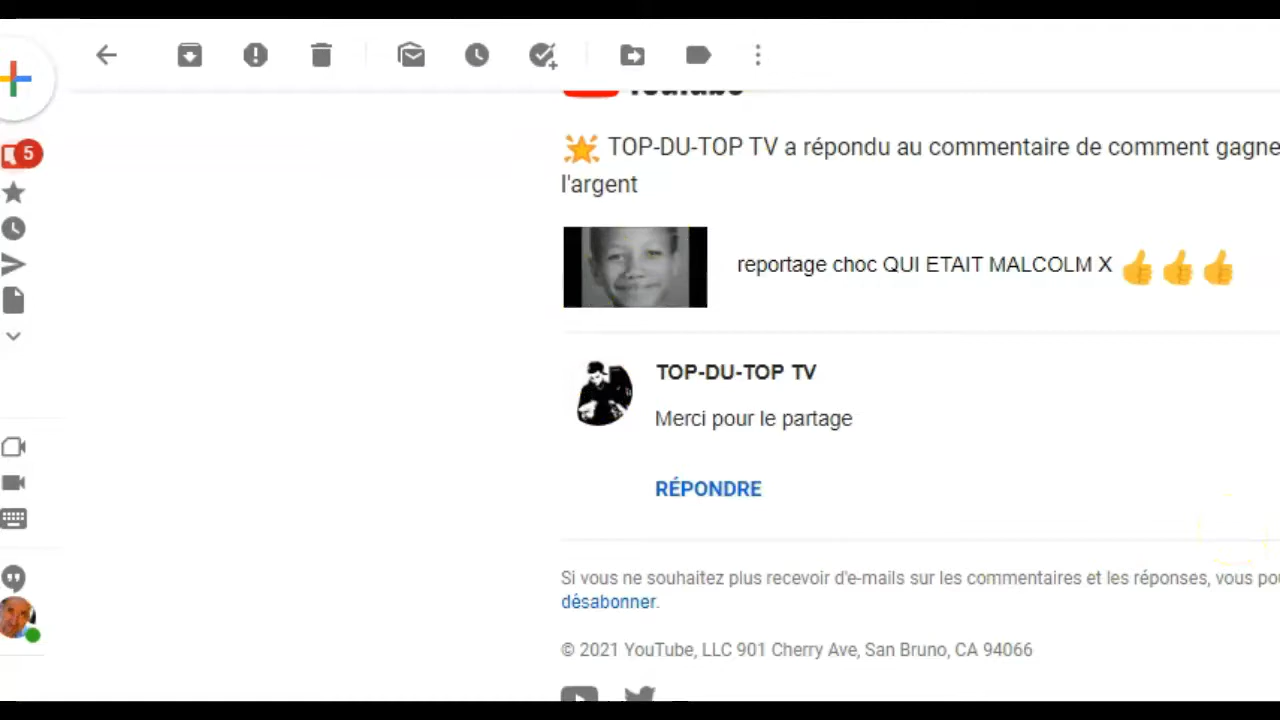 5
TOP-DU-TOP TV a répondu au commentaire de comment gagne
l'argent
reportage choc QUI ETAIT MALCOLM X 👍👍👍
TOP-DU-TOP TV
Merci pour le partage
RÉPONDRE
Si vous ne souhaitez plus recevoir d'e-mails sur les commentaires et les réponses, vous
désabonner.
© 2021 YouTube, LLC 901 Cherry Ave, San Bruno, CA 94066